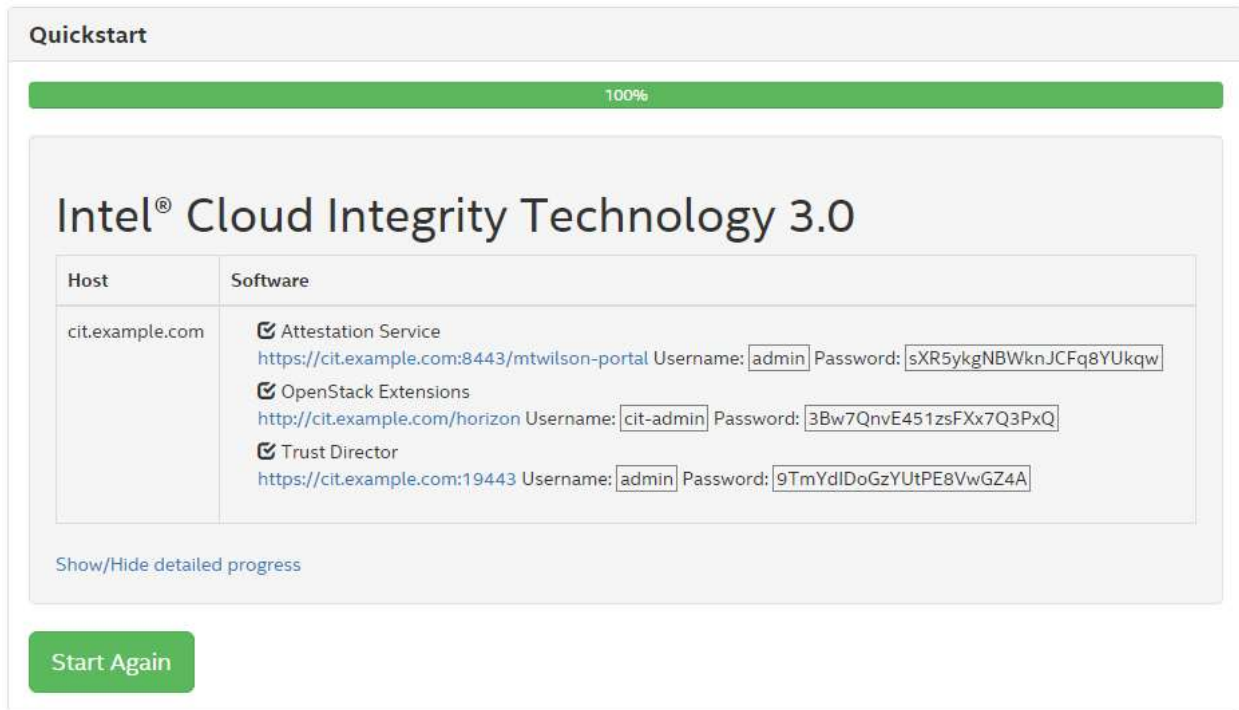 Quickstart
100%
Intel® Cloud Integrity Technology 3.0
Host Software
cit.example.com Attestation Service
https://cit.example.com:8443/mtwilson-portal Username: admin Password: sXR5ykgNBWknJCFq8YUkqw
OpenStack Extensions
http://cit.example.com/horizon Username: cit-admin Password: 3Bw7QnvE451zsFXx7Q3PxQ
Trust Director
https://cit.example.com:19443 Username: admin Password: 9TmYdIDoGzYUtPE8VwGZ4A
Show/Hide detailed progress
Start Again